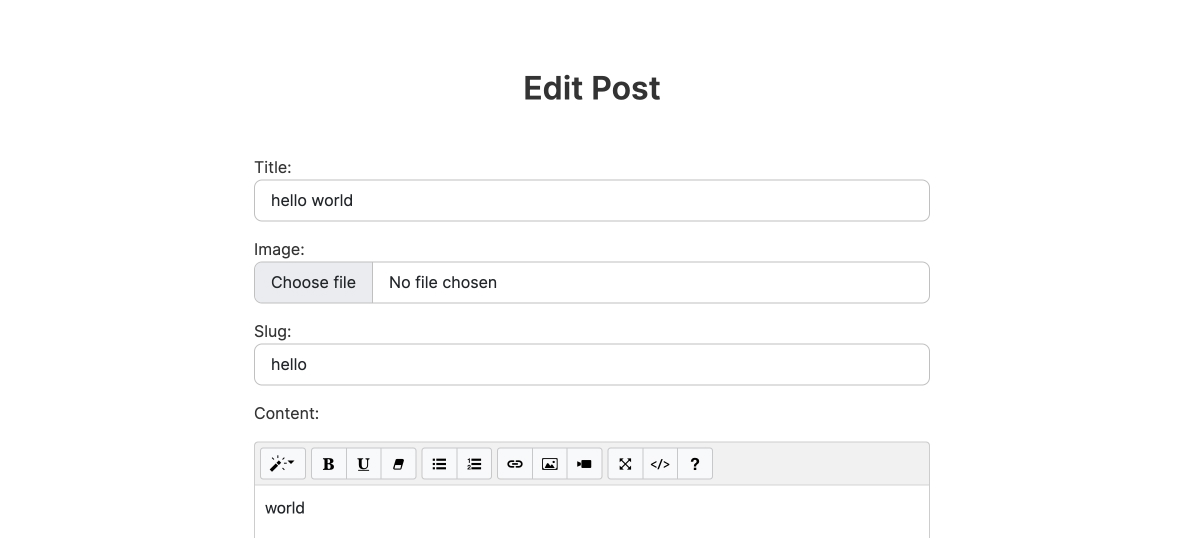 Edit Post
Title:
hello world
Image:
Choose file No file chosen
Slug:
hello
Content:
B U </> ?
world